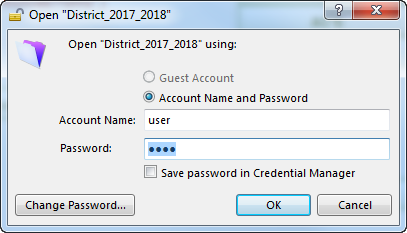 Open "District_2017_2018"
Open "District_2017_2018" using:
Guest Account
Account Name and Password
Account Name: user
Password: ●●●●
Save password in Credential Manager
Change Password... OK Cancel